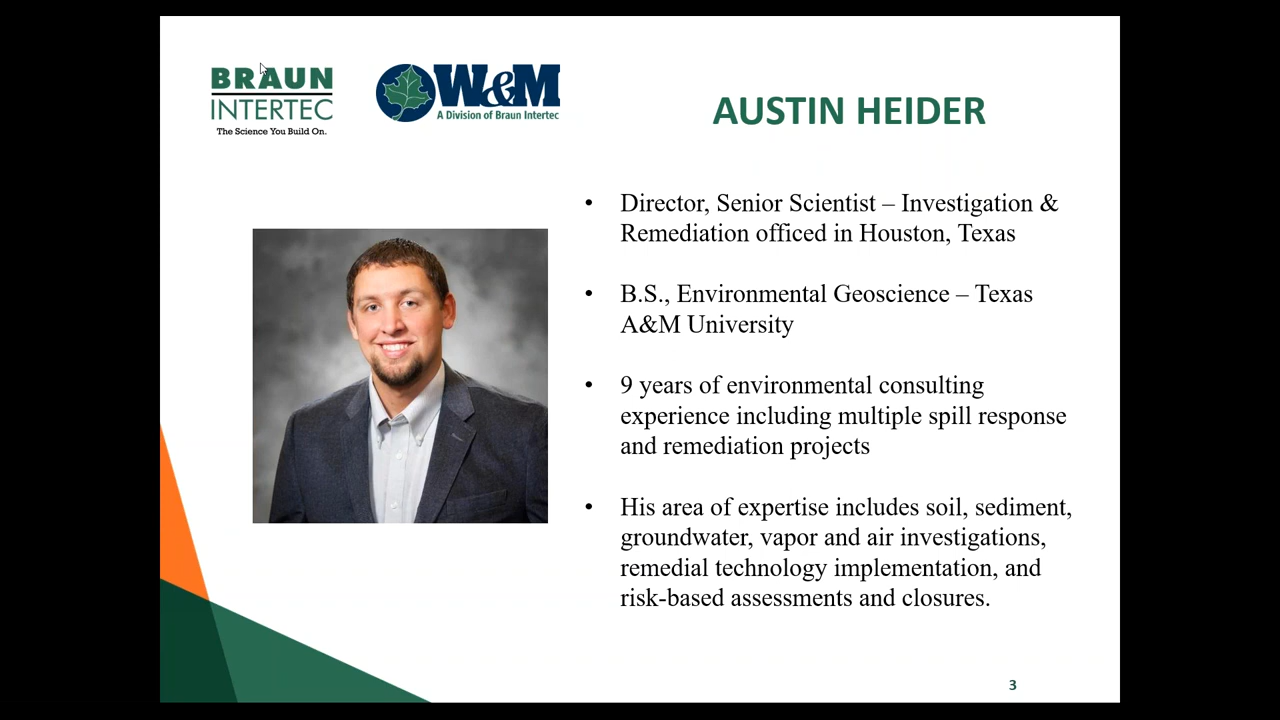 BRAUN
INTERTEC
The Science You Build On.
W&M
A Division of Braun Intertec
AUSTIN HEIDER
• Director, Senior Scientist – Investigation &
Remediation officed in Houston, Texas
• B.S., Environmental Geoscience – Texas
A&M University
• 9 years of environmental consulting
experience including multiple spill response
and remediation projects
• His area of expertise includes soil, sediment,
groundwater, vapor and air investigations,
remedial technology implementation, and
risk-based assessments and closures.
3